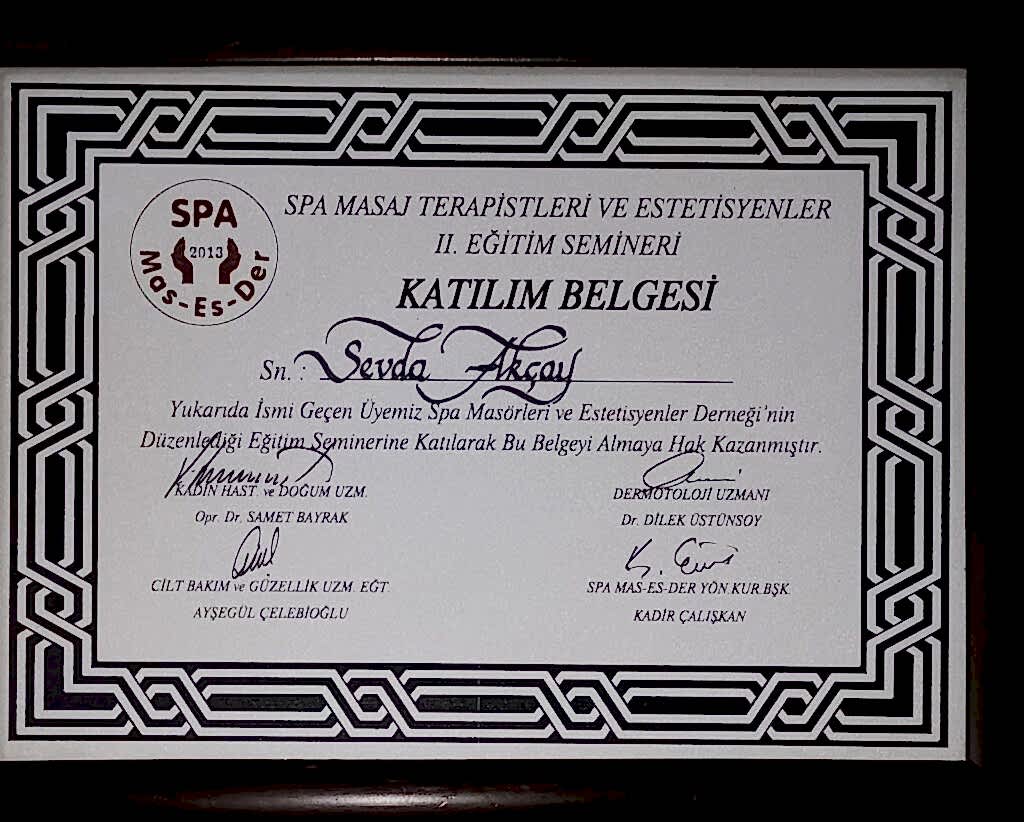 SPA
2013
Mas-Es-Der
SPA MASAJ TERAPİSTLERİ VE ESTETİSYENLER
II. EĞİTİM SEMİNERİ
KATILIM BELGESİ
Sn. : Sevda Akçay
Yukarıda İsmi Geçen Üyemiz Spa Masörleri ve Estetisyenler Derneği'nin
Düzenlediği Eğitim Seminerine Katılarak Bu Belgeyi Almaya Hak Kazanmıştır.
KADIN HAST. ve DOĞUM UZM.
Opr. Dr. SAMET BAYRAK
DERMOTOLOJİ UZMANI
Dr. DİLEK ÜSTÜNSOY
CİLT BAKIM ve GÜZELLİK UZM. EĞT.
AYŞEGÜL ÇELEBİOĞLU
SPA MAS-ES-DER YÖN.KUR.BŞK.
KADİR ÇALIŞKAN